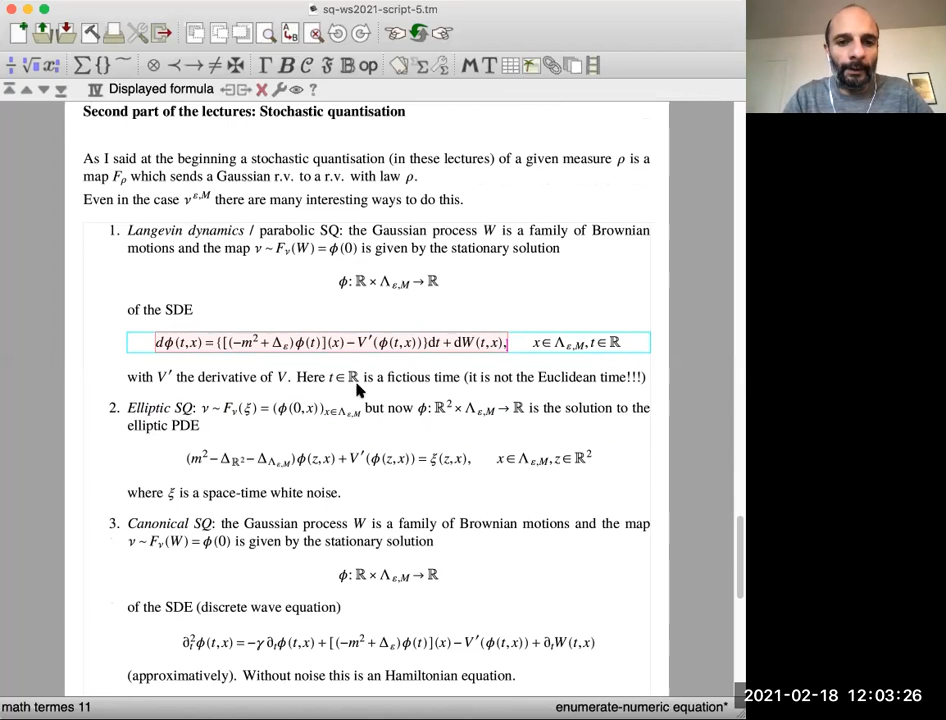 sq-ws2021-script-5.tm
Displayed formula
Second part of the lectures: Stochastic quantisation
As I said at the beginning a stochastic quantisation (in these lectures) of a given measure ρ is a
map F_ρ which sends a Gaussian r.v. to a r.v. with law ρ.
Even in the case ν^{ε,M} there are many interesting ways to do this.
1. Langevin dynamics / parabolic SQ: the Gaussian process W is a family of Brownian
motions and the map ν ~ F_ν(W) = ϕ(0) is given by the stationary solution
ϕ: ℝ × Λ_{ε,M} → ℝ
of the SDE
dϕ(t,x) = {[(−m² + Δ_ε)ϕ(t)](x) − V′(ϕ(t,x))}dt + dW(t,x), x ∈ Λ_{ε,M}, t ∈ ℝ
with V′ the derivative of V. Here t ∈ ℝ is a fictious time (it is not the Euclidean time!!!)
2. Elliptic SQ: ν ~ F_ν(ξ) = (ϕ(0,x))_{x∈Λ_{ε,M}} but now ϕ: ℝ² × Λ_{ε,M} → ℝ is the solution to the
elliptic PDE
(m² − Δ_{ℝ²} − Δ_{Λ_{ε,M}})ϕ(z,x) + V′(ϕ(z,x)) = ξ(z,x), x ∈ Λ_{ε,M}, z ∈ ℝ²
where ξ is a space-time white noise.
3. Canonical SQ: the Gaussian process W is a family of Brownian motions and the map
ν ~ F_ν(W) = ϕ(0) is given by the stationary solution
ϕ: ℝ × Λ_{ε,M} → ℝ
of the SDE (discrete wave equation)
∂_t²ϕ(t,x) = −γ∂_tϕ(t,x) + [(−m² + Δ_ε)ϕ(t)](x) − V′(ϕ(t,x)) + ∂_tW(t,x)
(approximately). Without noise this is an Hamiltonian equation.
math termes 11
enumerate-numeric equation*
2021-02-18 12:03:26